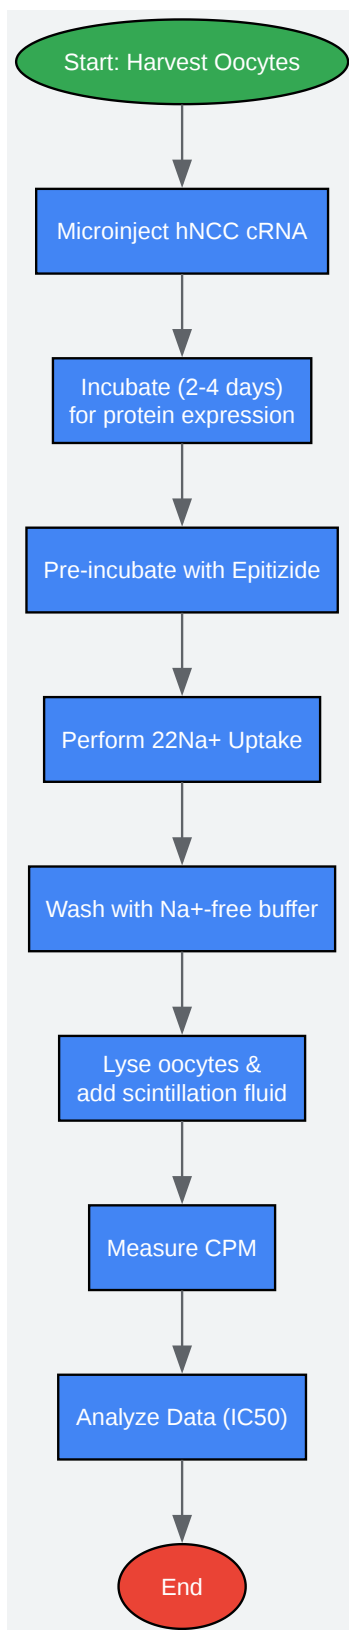 Start: Harvest Oocytes
Microinject hNCC cRNA
Incubate (2-4 days)
for protein expression
Pre-incubate with Epitizide
Perform 22Na+ Uptake
Wash with Na+-free buffer
Lyse oocytes &
add scintillation fluid
Measure CPM
Analyze Data (IC50)
End